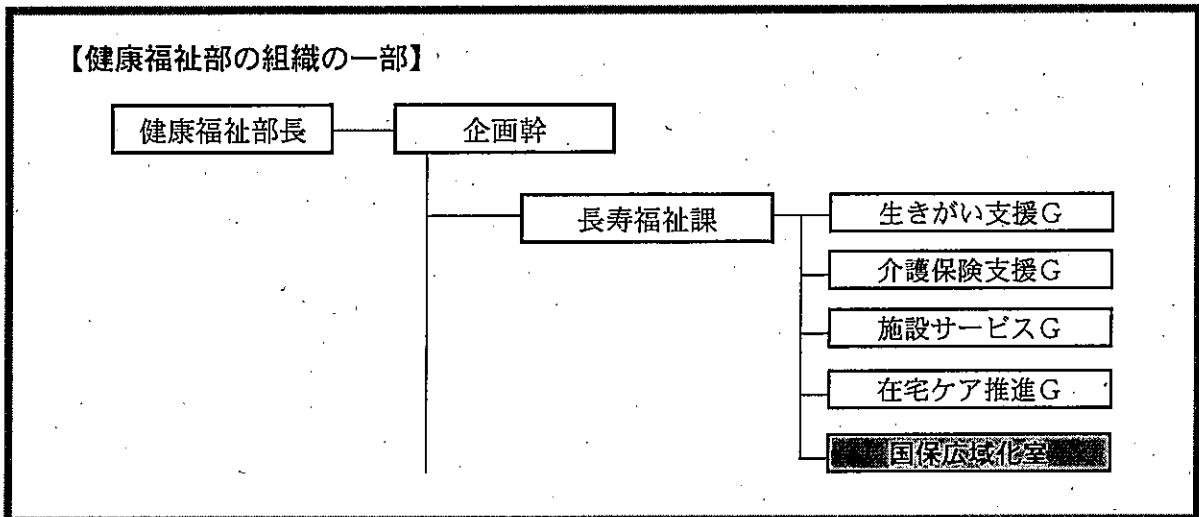 【健康福祉部の組織の一部】
健康福祉部長
企画幹
長寿福祉課
生きがい支援G
介護保険支援G
施設サービスG
在宅ケア推進G
国保広域化室